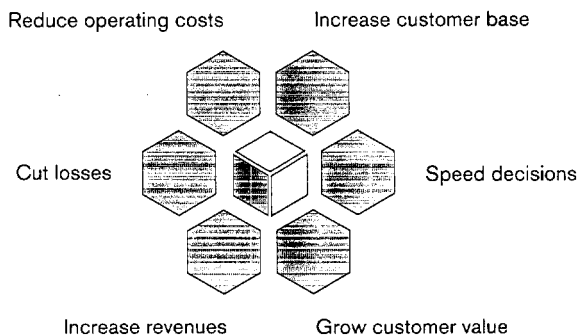 Reduce operating costs
Increase customer base
Cut losses
Speed decisions
Increase revenues
Grow customer value